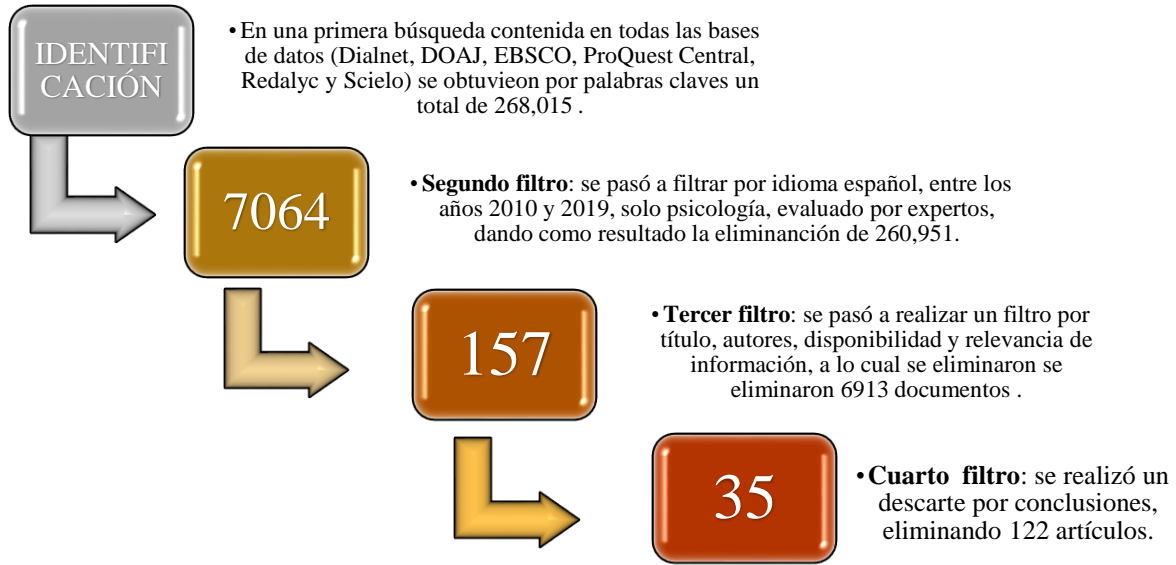 IDENTIFI
CACIÓN
• En una primera búsqueda contenida en todas las bases
de datos (Dialnet, DOAJ, EBSCO, ProQuest Central,
Redalyc y Scielo) se obtuvieon por palabras claves un
total de 268,015 .
7064
• Segundo filtro: se pasó a filtrar por idioma español, entre los
años 2010 y 2019, solo psicología, evaluado por expertos,
dando como resultado la eliminanción de 260,951.
157
• Tercer filtro: se pasó a realizar un filtro por
título, autores, disponibilidad y relevancia de
información, a lo cual se eliminaron se
eliminaron 6913 documentos .
35
• Cuarto filtro: se realizó un
descarte por conclusiones,
eliminando 122 artículos.